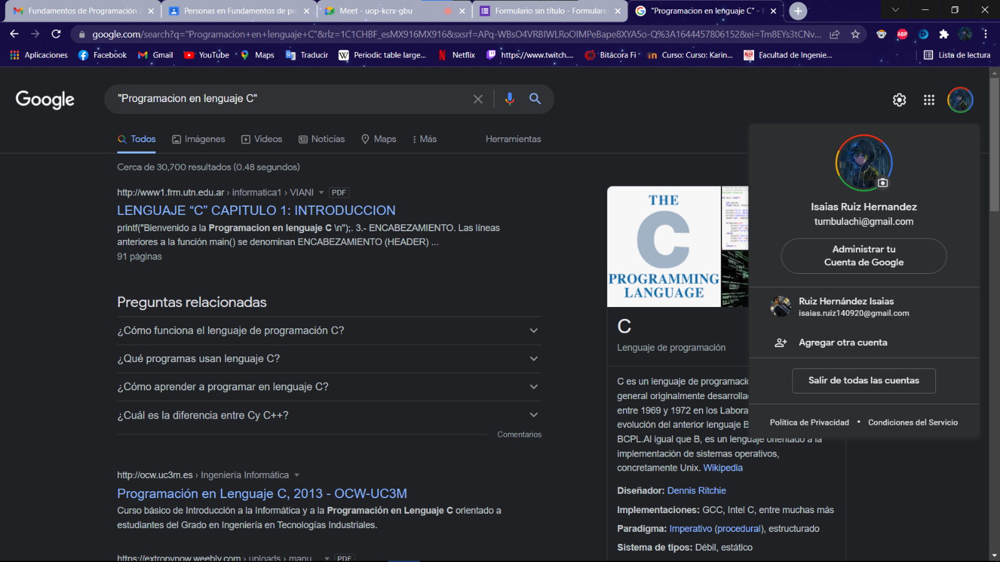 Fundamentos de Programación
Personas en Fundamentos de pro
Meet - uop-kcrx-gbu
Formulario sin título - Formulario
"Programacion en lenguaje C" -
google.com/search?q="Programacion+en+lenguaje+C"&rlz=1C1CHBF_esMX916MX916&sxsrf=APq-WBsO4VRBIWLRoOIMPeBape8XYA5o-Q%3A1644457806152&ei=Tm8EYs3tCNv...
ABP
Aplicaciones
Facebook
Gmail
YouTube
Maps
Traducir
W Periodic table large...
Netflix
https://www.twitch....
Bitácora Fi
Curso: Curso: Karin...
Facultad de Ingenie...
Lista de lectura
Google
"Programacion en lenguaje C"
Todos
Imágenes
Videos
Noticias
Maps
Más
Herramientas
Cerca de 30,700 resultados (0.48 segundos)
http://www1.frm.utn.edu.ar › informatica1 › VIANI PDF
LENGUAJE “C” CAPITULO 1: INTRODUCCION
printf("Bienvenido a la Programacion en lenguaje C \n");. 3.- ENCABEZAMIENTO. Las líneas
anteriores a la función main() se denominan ENCABEZAMIENTO (HEADER) ...
91 páginas
Preguntas relacionadas
¿Cómo funciona el lenguaje de programación C?
¿Qué programas usan lenguaje C?
¿Cómo aprender a programar en lenguaje C?
¿Cuál es la diferencia entre Cy C++?
Comentarios
http://ocw.uc3m.es › Ingeniería Informática
Programación en Lenguaje C, 2013 - OCW-UC3M
Curso básico de Introducción a la Informática y a la Programación en Lenguaje C orientado a
estudiantes del Grado en Ingeniería en Tecnologías Industriales.
https://extropynow.weebly.com › uploads › manu... PDF
THE
C
PROGRAMMING
LANGUAGE
C
Lenguaje de programación
C es un lenguaje de programació
general originalmente desarrolla
entre 1969 y 1972 en los Labora
evolución del anterior lenguaje B
BCPL.Al igual que B, es un lenguaje orientado a la
implementación de sistemas operativos,
concretamente Unix. Wikipedia
Diseñador: Dennis Ritchie
Implementaciones: GCC, Intel C, entre muchas más
Paradigma: Imperativo (procedural), estructurado
Sistema de tipos: Débil, estático
Isaias Ruiz Hernandez
tumbulachi@gmail.com
Administrar tu
Cuenta de Google
Ruiz Hernández Isaias
isaias.ruiz140920@gmail.com
Agregar otra cuenta
Salir de todas las cuentas
Política de Privacidad • Condiciones del Servicio